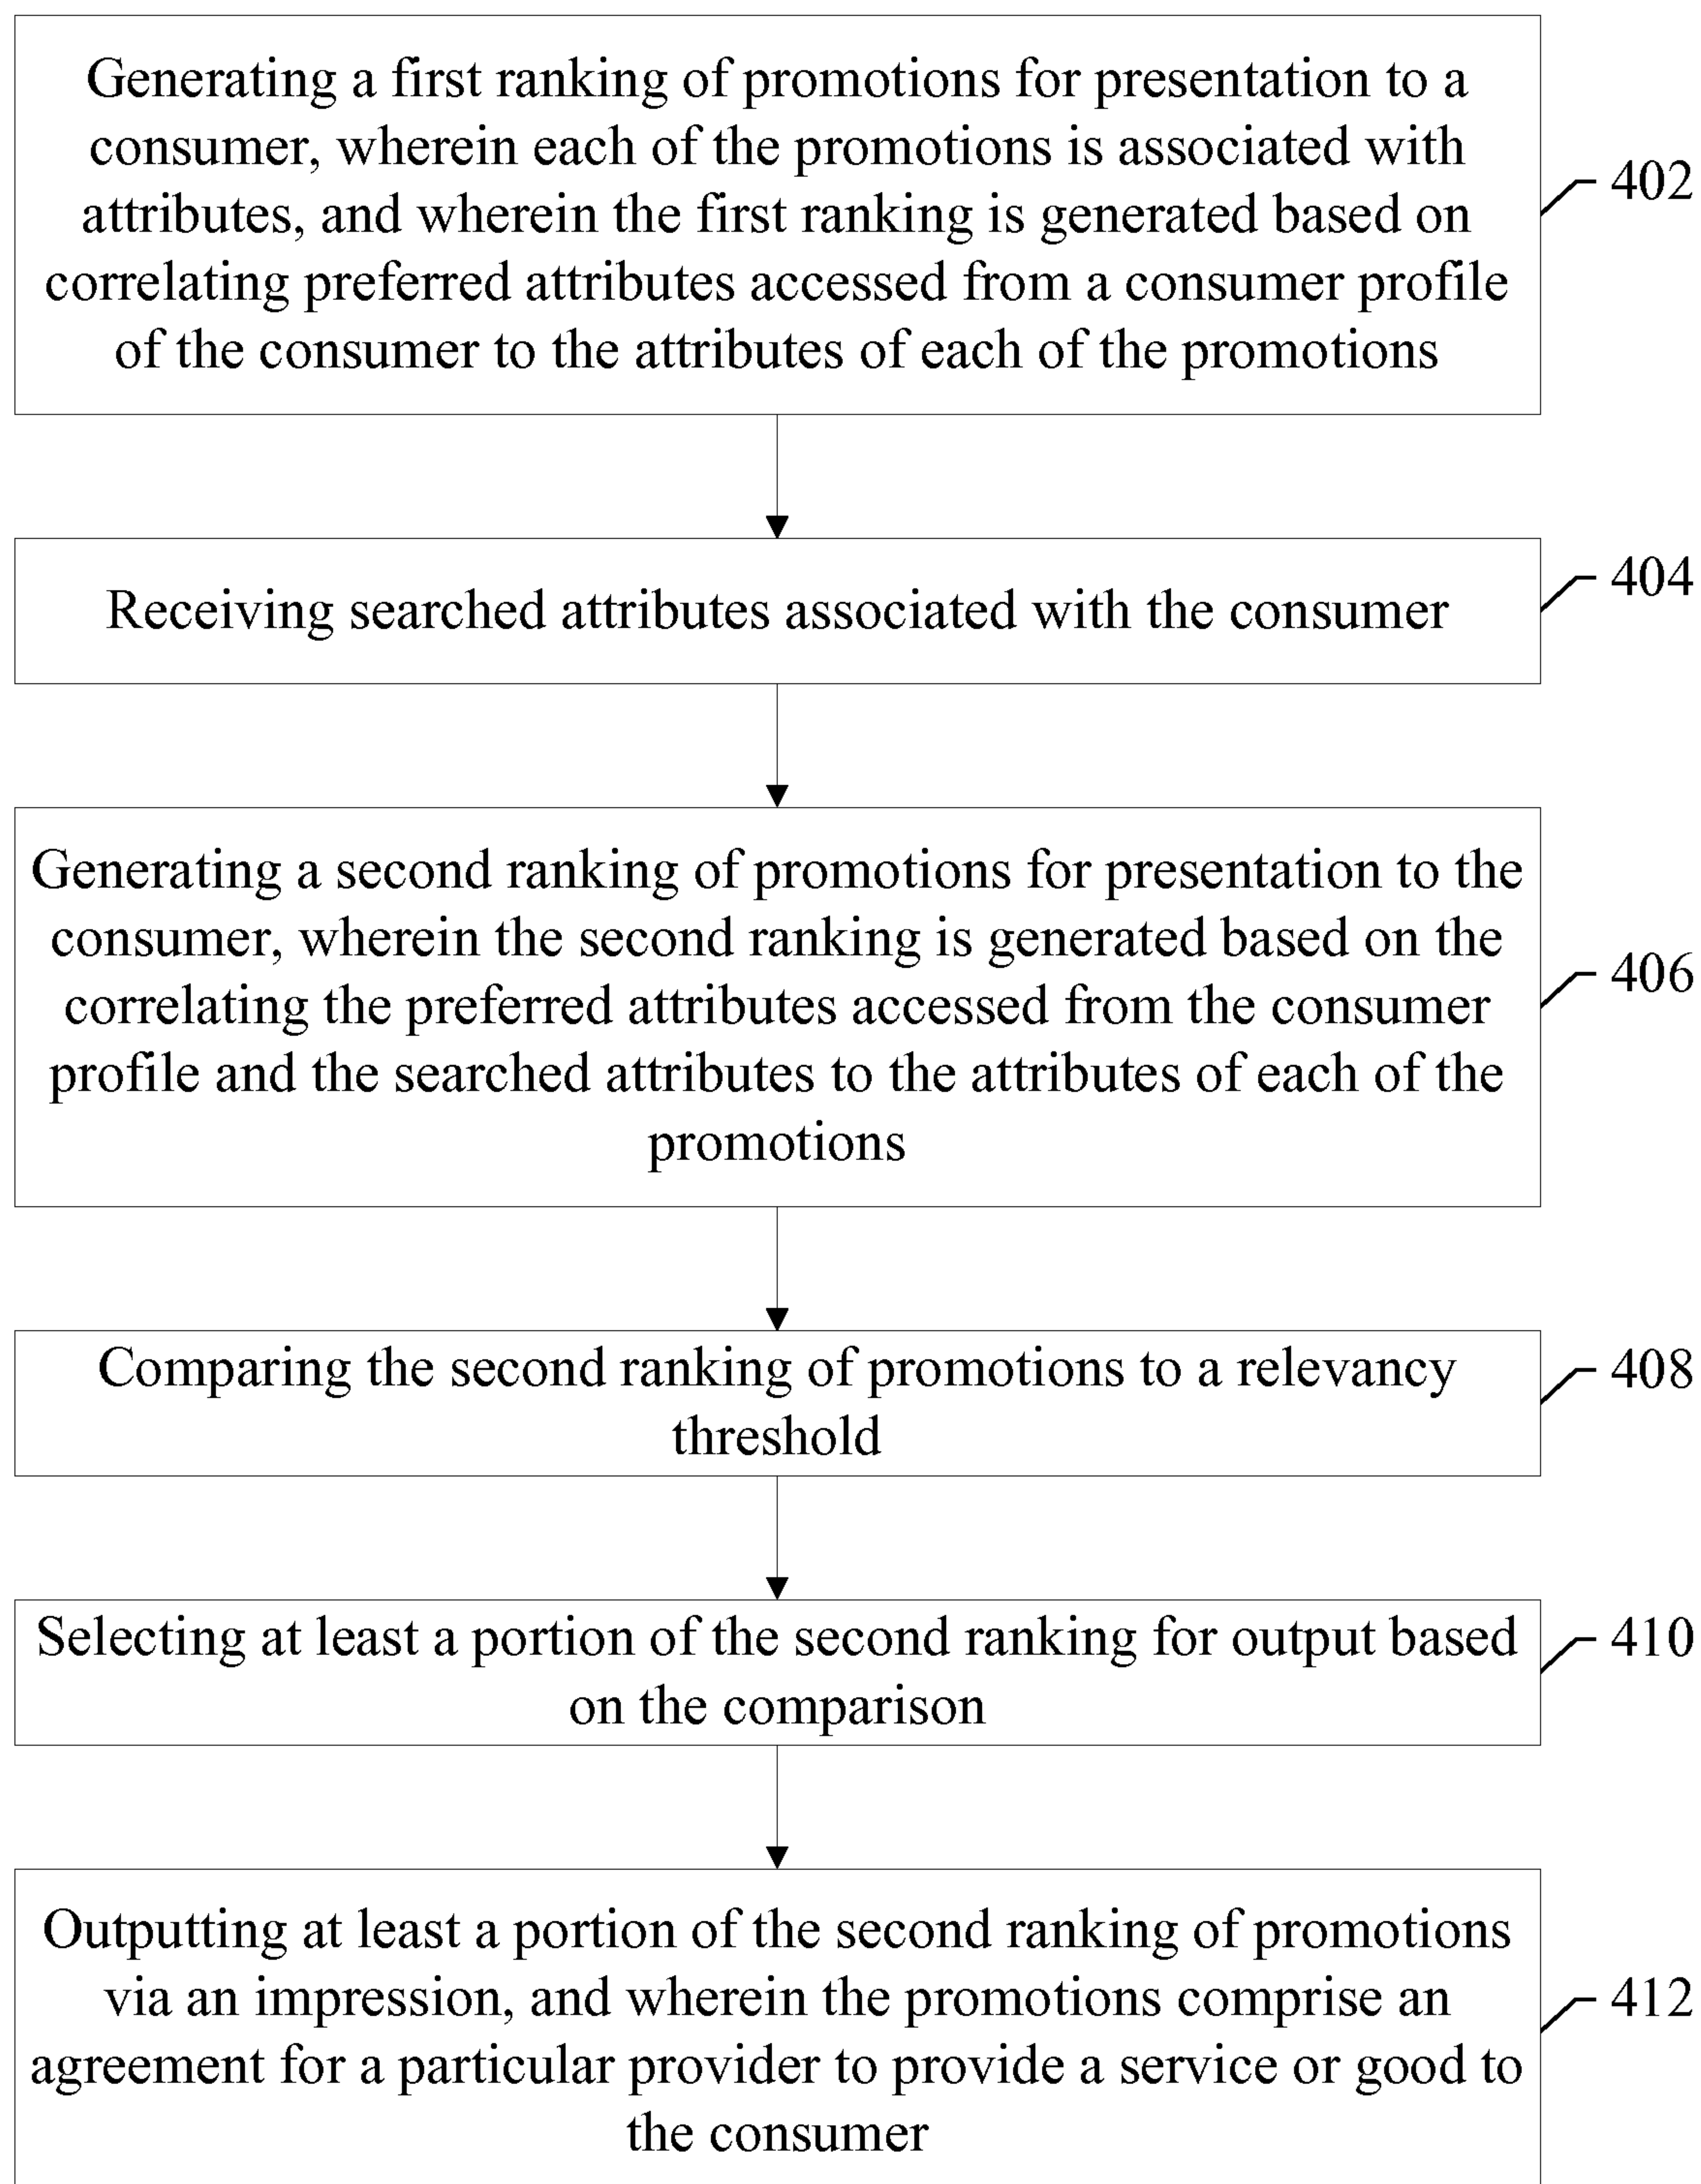 Generating a first ranking of promotions for presentation to a
consumer, wherein each of the promotions is associated with
attributes, and wherein the first ranking is generated based on
correlating preferred attributes accessed from a consumer profile
of the consumer to the attributes of each of the promotions
402
Receiving searched attributes associated with the consumer
404
Generating a second ranking of promotions for presentation to the
consumer, wherein the second ranking is generated based on the
correlating the preferred attributes accessed from the consumer
profile and the searched attributes to the attributes of each of the
promotions
406
Comparing the second ranking of promotions to a relevancy
threshold
408
Selecting at least a portion of the second ranking for output based
on the comparison
410
Outputting at least a portion of the second ranking of promotions
via an impression, and wherein the promotions comprise an
agreement for a particular provider to provide a service or good to
the consumer
412